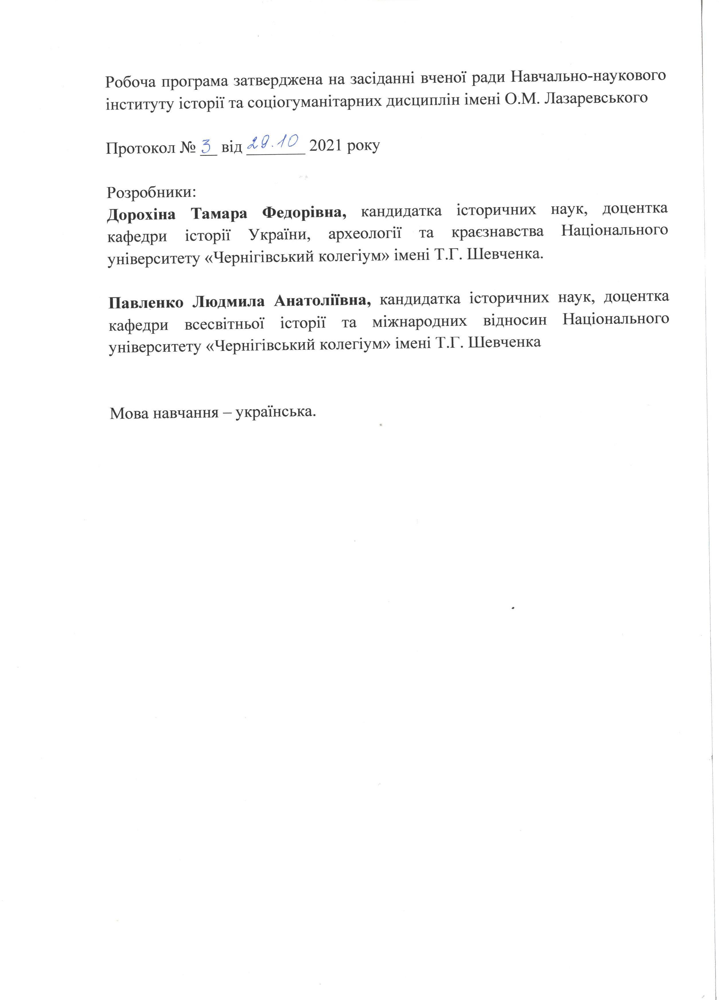 Робоча програма затверджена на засіданні вченої ради Навчально-наукового
інституту історії та соціогуманітарних дисциплін імені О.М. Лазаревського
Протокол № 3 від 29.10 2021 року
Розробники:
Дорохіна Тамара Федорівна, кандидатка історичних наук, доцентка
кафедри історії України, археології та краєзнавства Національного
університету «Чернігівський колегіум» імені Т.Г. Шевченка.
Павленко Людмила Анатоліївна, кандидатка історичних наук, доцентка
кафедри всесвітньої історії та міжнародних відносин Національного
університету «Чернігівський колегіум» імені Т.Г. Шевченка
Мова навчання – українська.